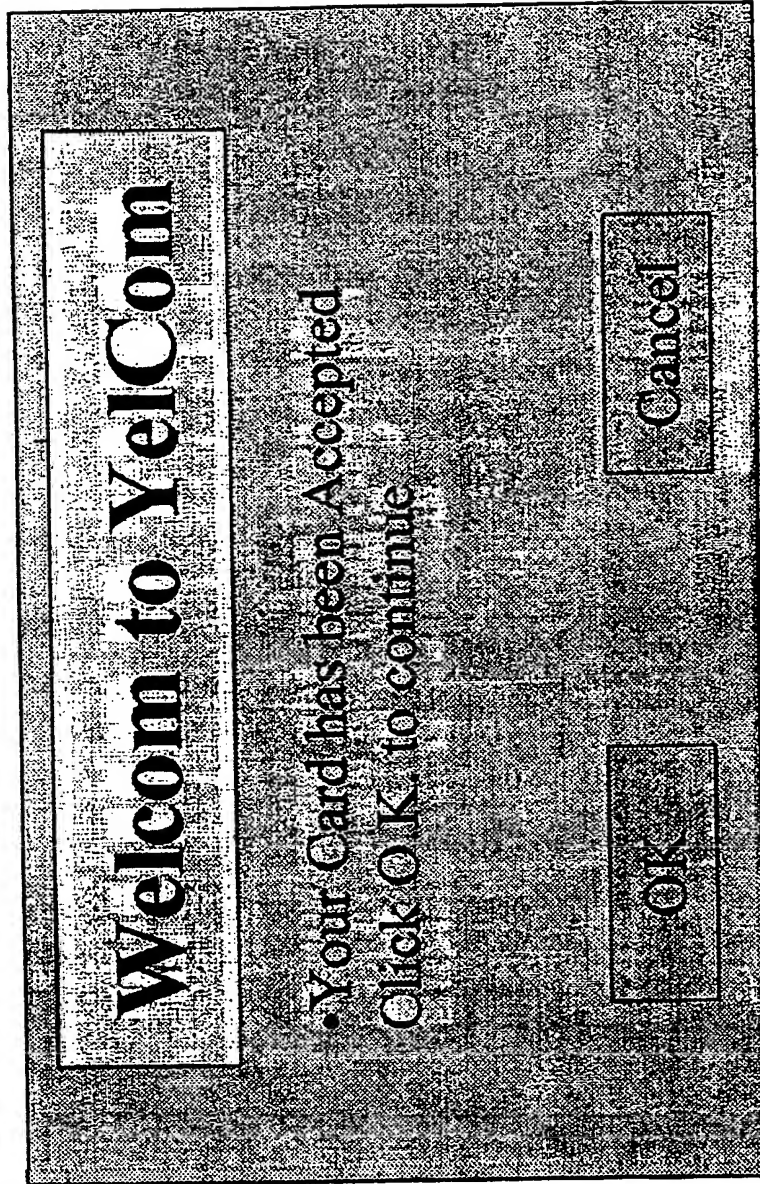 Welcom to YelCom
•Your Card has been Accepted
Click O.K. to continue
OK
Cancel